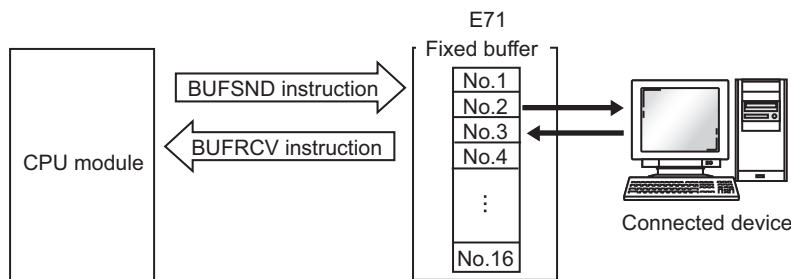 E71
Fixed buffer
BUFSND instruction
BUFRCV instruction
CPU module
No.1
No.2
No.3
No.4
⋮
No.16
Connected device